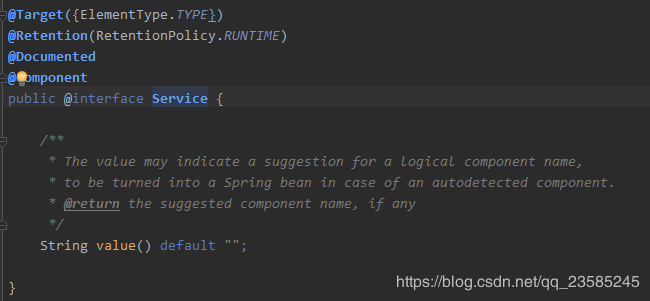 @Target({ElementType.TYPE})
@Retention(RetentionPolicy.RUNTIME)
@Documented
@Component
public @interface Service {
/**
* The value may indicate a suggestion for a logical component name,
* to be turned into a Spring bean in case of an autodetected component.
* @return the suggested component name, if any
*/
String value() default "";
}
https://blog.csdn.net/qq_23585245